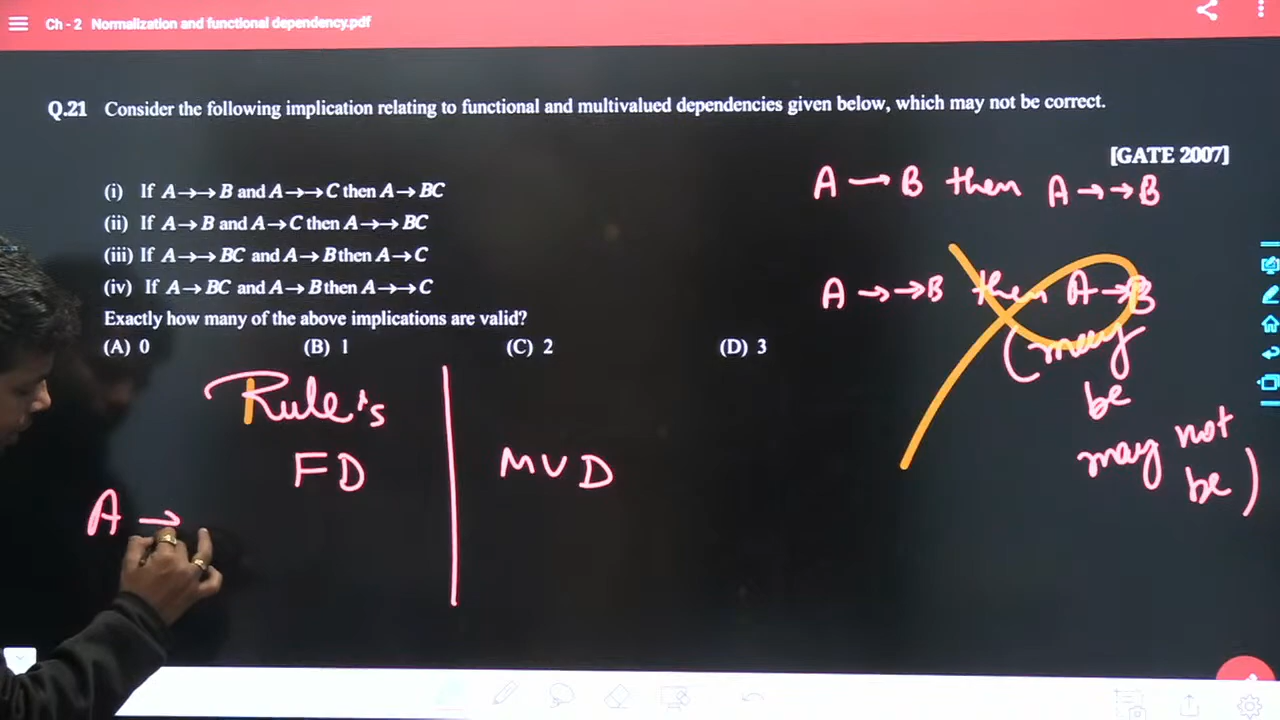 Ch - 2 Normalization and functional dependency.pdf
Q.21 Consider the following implication relating to functional and multivalued dependencies given below, which may not be correct.
[GATE 2007]
(i) If A→→B and A→→C then A→BC
(ii) If A→B and A→C then A→→BC
(iii) If A→→BC and A→B then A→C
(iv) If A→BC and A→B then A→→C
Exactly how many of the above implications are valid?
(A) 0 (B) 1 (C) 2 (D) 3
A → B then A →→ B
A →→ B then A → B
(may
be
may not
be)
Rule's
FD
MVD
A →